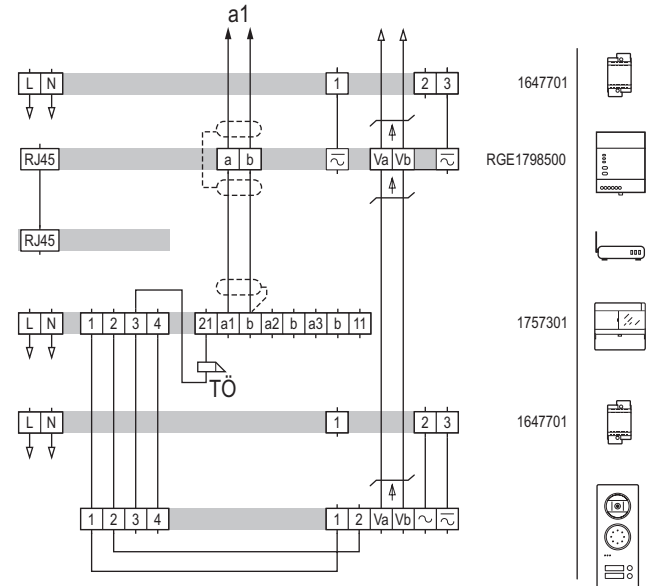 a1
L N 1 2 3 1647701
RJ45 a b Va Vb RGE1798500
RJ45
L N 1 2 3 4 21 a1 b a2 b a3 b 11 1757301
TÖ
L N 1 2 3 1647701
1 2 3 4 1 2 Va Vb